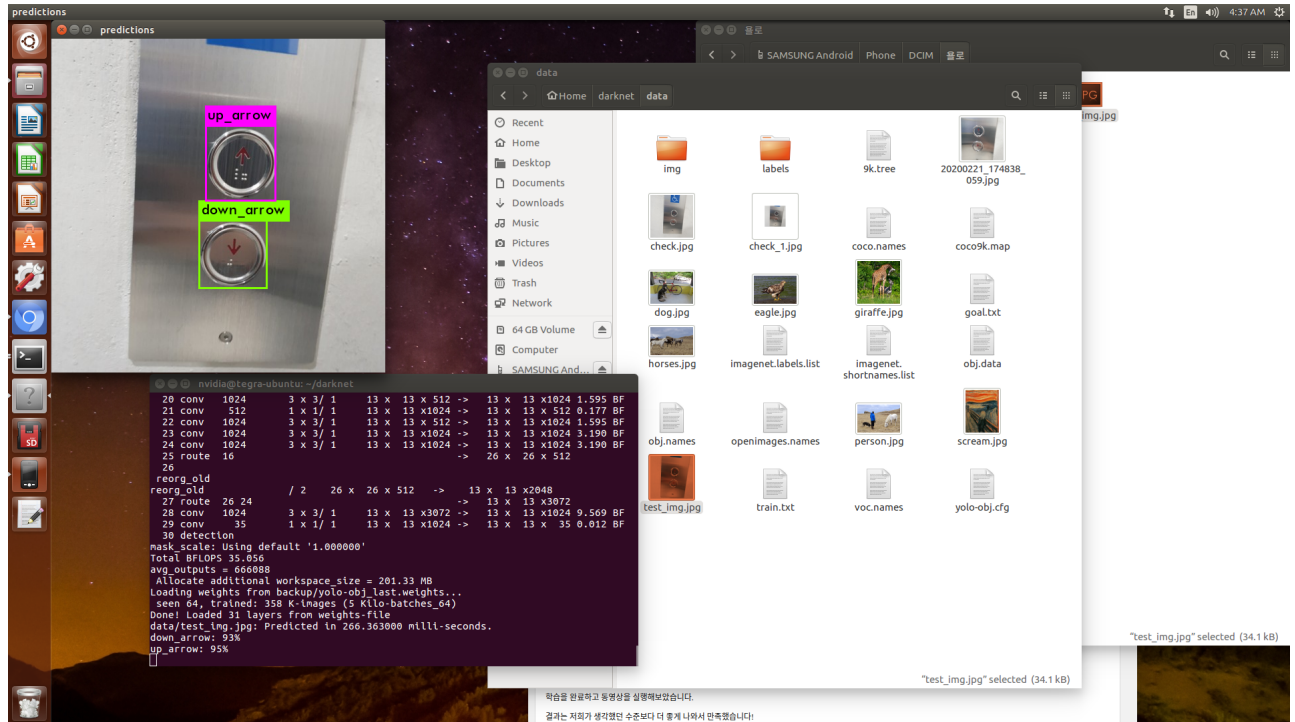 predictions
En
4:37 AM
predictions
up_arrow
down_arrow
욜로
SAMSUNG Android Phone DCIM 욜로
PG
img.jpg
"test_img.jpg" selected (34.1 kB)
data
Home darknet data
Recent
Home
Desktop
Documents
Downloads
Music
Pictures
Videos
Trash
Network
64 GB Volume
Computer
SAMSUNG And...
img
labels
9k.tree
20200221_174838_
059.jpg
check.jpg
check_1.jpg
coco.names
coco9k.map
dog.jpg
eagle.jpg
giraffe.jpg
goal.txt
horses.jpg
imagenet.labels.list
imagenet.
shortnames.list
obj.data
obj.names
openimages.names
person.jpg
scream.jpg
test_img.jpg
train.txt
voc.names
yolo-obj.cfg
"test_img.jpg" selected (34.1 kB)
nvidia@tegra-ubuntu: ~/darknet
20 conv 1024 3 x 3/ 1 13 x 13 x 512 -> 13 x 13 x1024 1.595 BF
21 conv 512 1 x 1/ 1 13 x 13 x1024 -> 13 x 13 x 512 0.177 BF
22 conv 1024 3 x 3/ 1 13 x 13 x 512 -> 13 x 13 x1024 1.595 BF
23 conv 1024 3 x 3/ 1 13 x 13 x1024 -> 13 x 13 x1024 3.190 BF
24 conv 1024 3 x 3/ 1 13 x 13 x1024 -> 13 x 13 x1024 3.190 BF
25 route 16 -> 26 x 26 x 512
26
reorg_old
reorg_old / 2 26 x 26 x 512 -> 13 x 13 x2048
27 route 26 24 -> 13 x 13 x3072
28 conv 1024 3 x 3/ 1 13 x 13 x3072 -> 13 x 13 x1024 9.569 BF
29 conv 35 1 x 1/ 1 13 x 13 x1024 -> 13 x 13 x 35 0.012 BF
30 detection
mask_scale: Using default '1.000000'
Total BFLOPS 35.056
avg_outputs = 666088
Allocate additional workspace_size = 201.33 MB
Loading weights from backup/yolo-obj_last.weights...
seen 64, trained: 358 K-images (5 Kilo-batches_64)
Done! Loaded 31 layers from weights-file
data/test_img.jpg: Predicted in 266.363000 milli-seconds.
down_arrow: 93%
up_arrow: 95%
SD
학습을 완료하고 동영상을 실행해보았습니다.
결과는 저희가 생각했던 수준보다 더 좋게 나와서 만족했습니다!